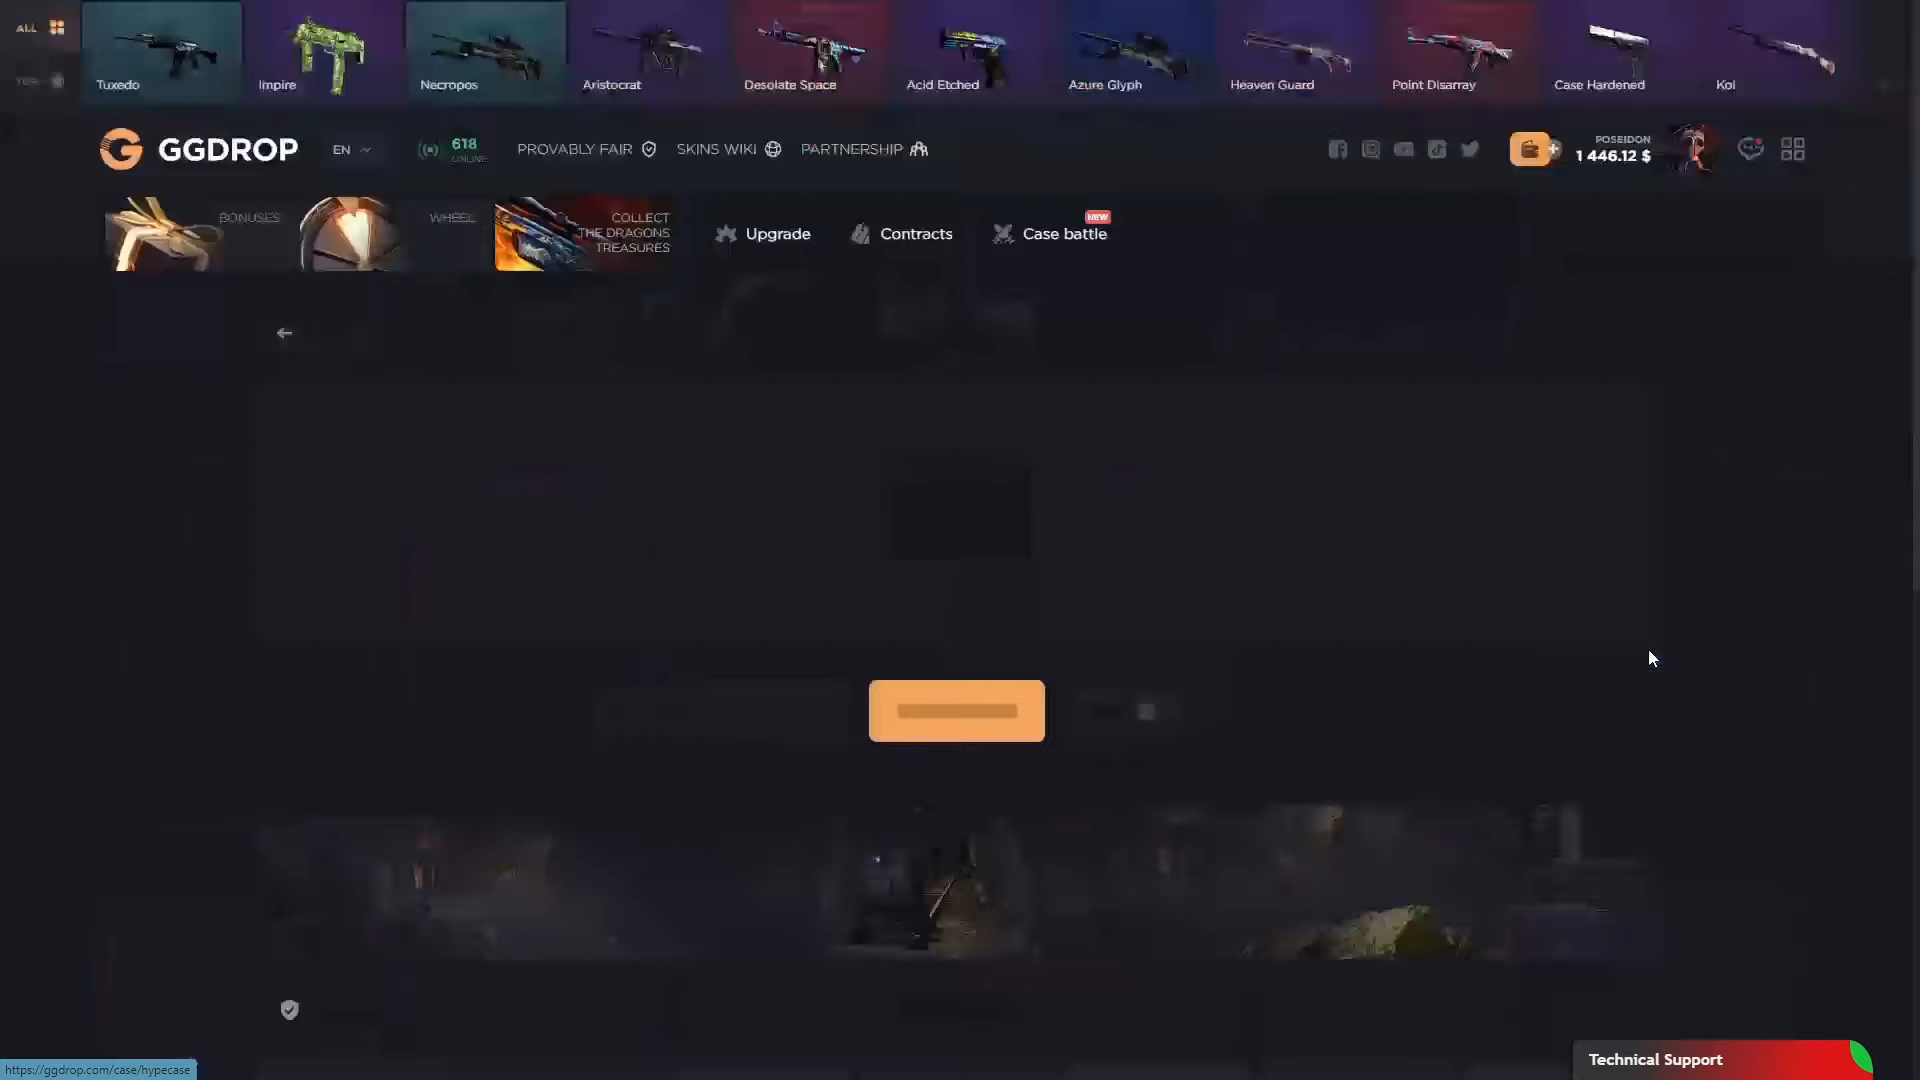 ALL
Tuxedo
Impire
Necropos
Aristocrat
Desolate Space
Acid Etched
Azure Glyph
Heaven Guard
Point Disarray
Case Hardened
Koi
GGDROP
EN
618
ONLINE
PROVABLY FAIR
SKINS WIKI
PARTNERSHIP
POSEIDON
1 446.12 $
BONUSES
WHEEL
COLLECT
THE DRAGONS
TREASURES
Upgrade
Contracts
NEW
Case battle
Technical Support
https://ggdrop.com/case/hypecase